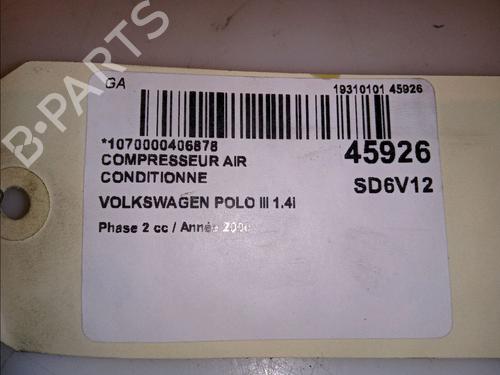 B-PARTS
GA
19310101 45926
*1070000406878
COMPRESSEUR AIR
CONDITIONNE
45926
SD6V12
VOLKSWAGEN POLO III 1.4i
Phase 2 cc / Année 2000